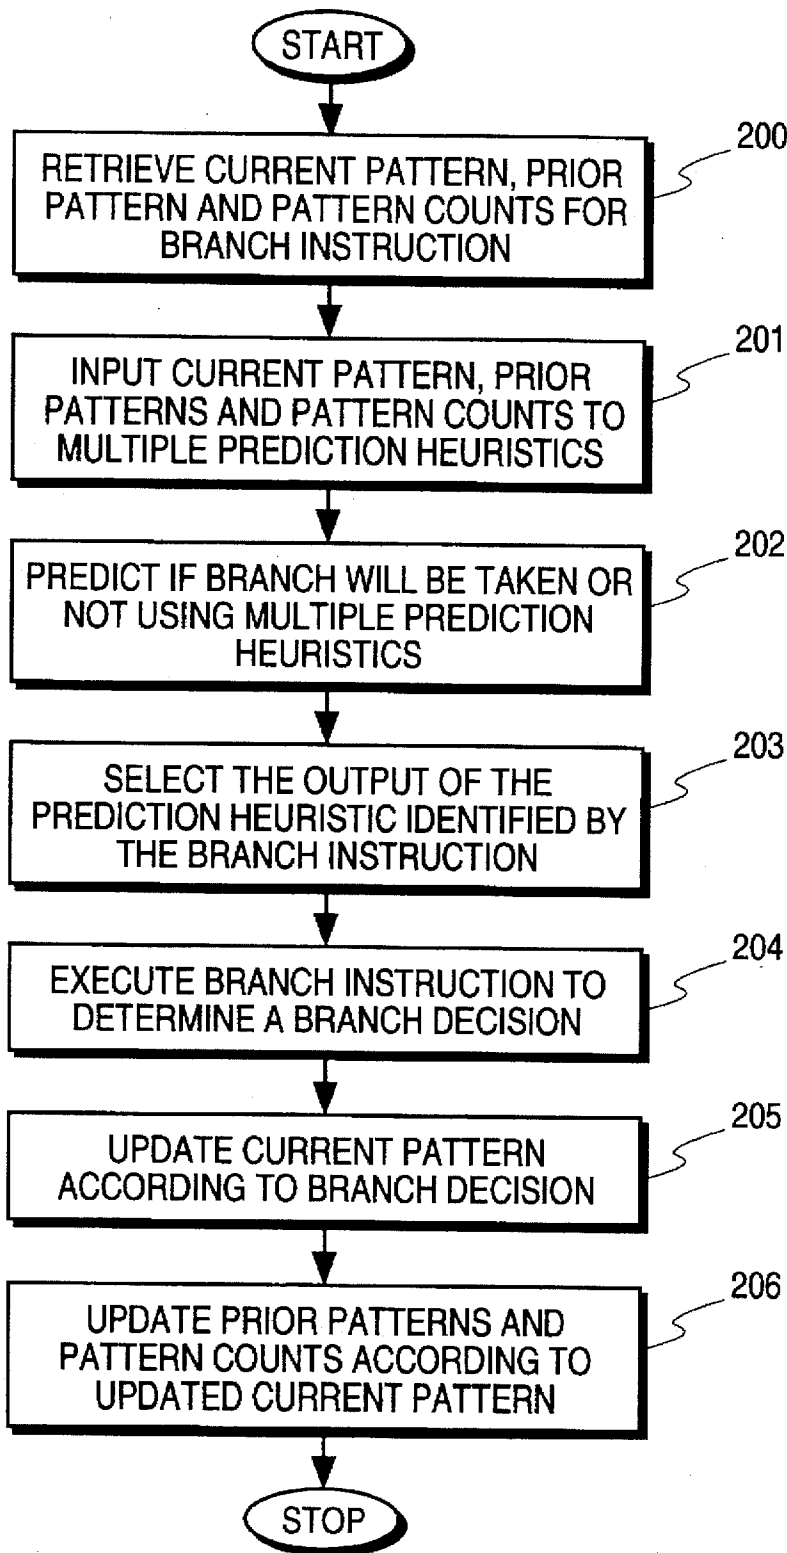 START
200
RETRIEVE CURRENT PATTERN, PRIOR
PATTERN AND PATTERN COUNTS FOR
BRANCH INSTRUCTION
201
INPUT CURRENT PATTERN, PRIOR
PATTERNS AND PATTERN COUNTS TO
MULTIPLE PREDICTION HEURISTICS
202
PREDICT IF BRANCH WILL BE TAKEN OR
NOT USING MULTIPLE PREDICTION
HEURISTICS
203
SELECT THE OUTPUT OF THE
PREDICTION HEURISTIC IDENTIFIED BY
THE BRANCH INSTRUCTION
204
EXECUTE BRANCH INSTRUCTION TO
DETERMINE A BRANCH DECISION
205
UPDATE CURRENT PATTERN
ACCORDING TO BRANCH DECISION
206
UPDATE PRIOR PATTERNS AND
PATTERN COUNTS ACCORDING TO
UPDATED CURRENT PATTERN
STOP